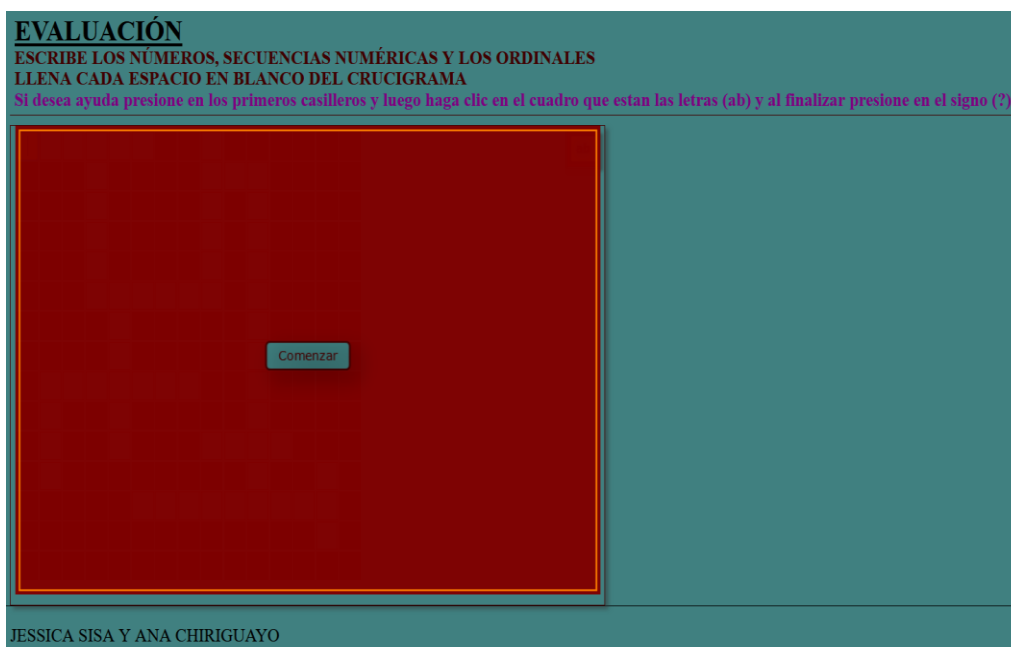 EVALUACIÓN
ESCRIBE LOS NÚMEROS, SECUENCIAS NUMÉRICAS Y LOS ORDINALES
LLENA CADA ESPACIO EN BLANCO DEL CRUCIGRAMA
Si desea ayuda presione en los primeros casilleros y luego haga clic en el cuadro que estan las letras (ab) y al finalizar presione en el signo (?)
Comenzar
JESSICA SISA Y ANA CHIRIGUAYO